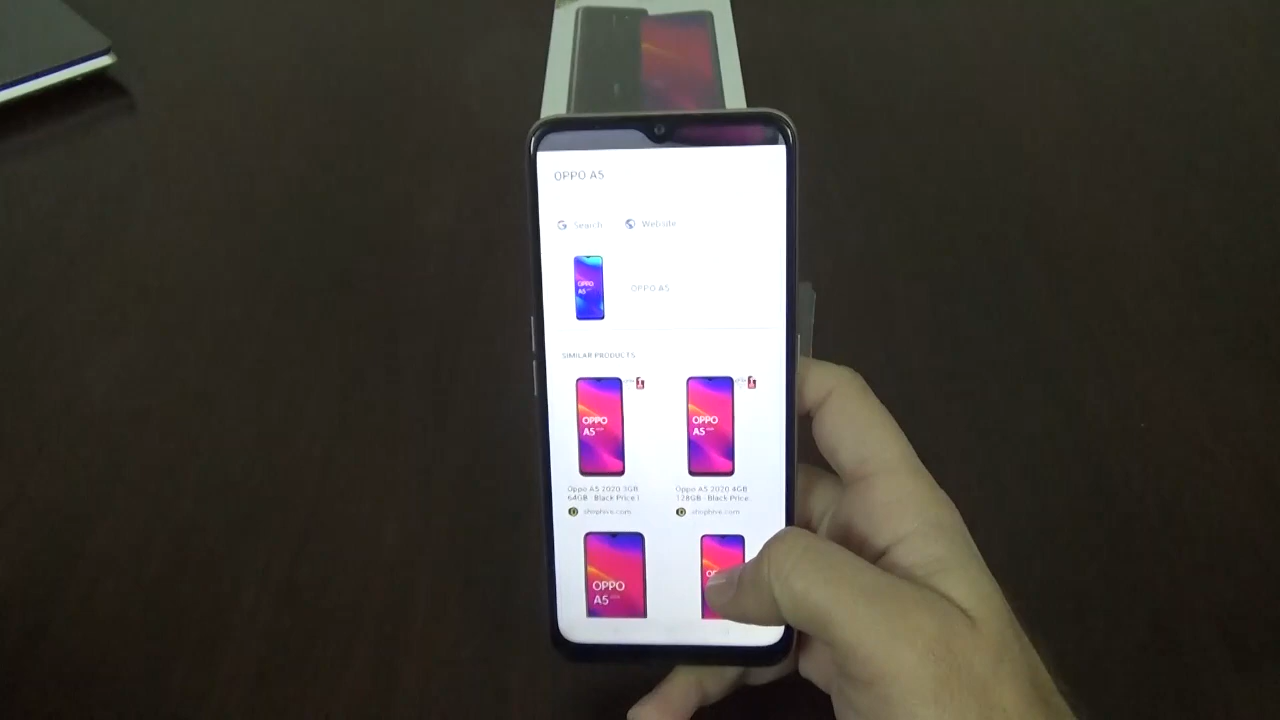 OPPO A5
Search Website
OPPO
A5
OPPO A5
SIMILAR PRODUCTS
OPPO
A5
OPPO
A5
Oppo A5 2020 3GB
64GB - Black Price
Oppo A5 2020 4GB
128GB - Black Price
OPPO
A5